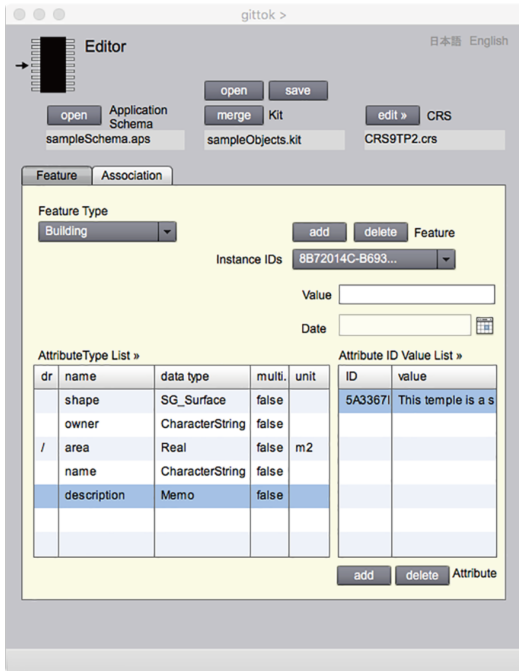 gittok >
Editor
日本語 English
open save
open Application Schema merge Kit edit » CRS
sampleSchema.aps sampleObjects.kit CRS9TP2.crs
Feature Association
Feature Type
Building add delete Feature
Instance IDs 8B72014C-B693...
Value
Date
AttributeType List » Attribute ID Value List »
dr name data type multi. unit ID value
shape SG_Surface false 5A3367 This temple is a s
owner CharacterString false
/ area Real false m2
name CharacterString false
description Memo false
add delete Attribute